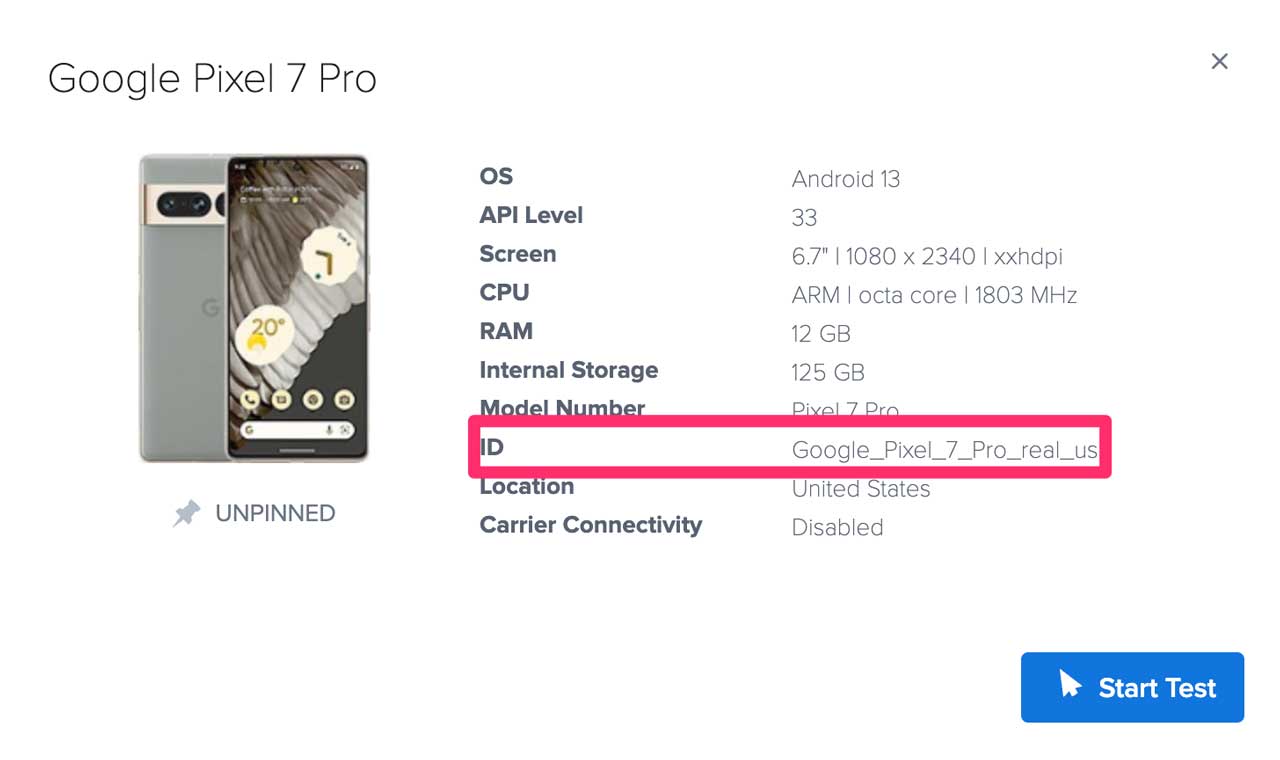 Google Pixel 7 Pro
OS Android 13
API Level 33
Screen 6.7" | 1080 x 2340 | xxhdpi
CPU ARM | octa core | 1803 MHz
RAM 12 GB
Internal Storage 125 GB
Model Number Pixel 7 Pro
ID Google_Pixel_7_Pro_real_us
Location United States
Carrier Connectivity Disabled
20°
G
UNPINNED
Start Test